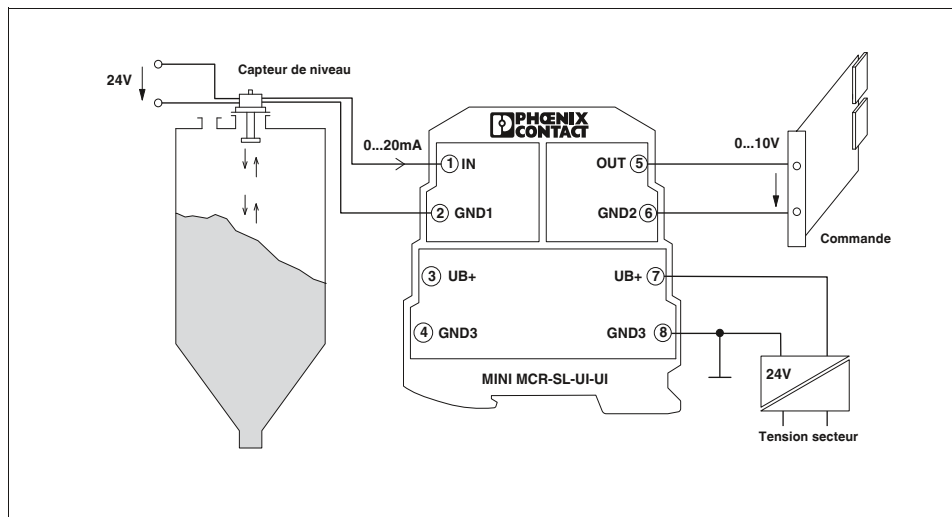 24V
Capteur de niveau
PHŒNIX
CONTACT
0...20mA
1 IN
OUT 5
0...10V
2 GND1
GND2 6
Commande
3 UB+
UB+ 7
4 GND3
GND3 8
24V
MINI MCR-SL-UI-UI
Tension secteur